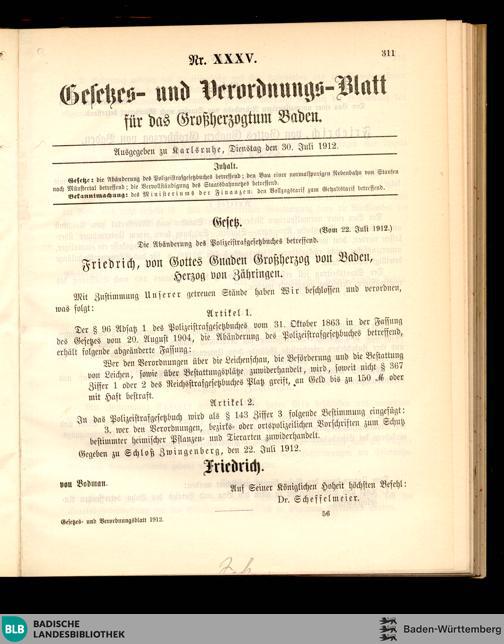 Nr. XXXV.
311
Gesetzes- und Verordnungs-Blatt
für das Großherzogtum Baden.
Ausgegeben zu Karlsruhe, Dienstag den 30. Juli 1912.
Inhalt.
Gesetz: die Abänderung des Polizeistrafgesetzbuches betreffend; den Bau einer normalspurigen Nebenbahn von Staufen
nach Münstertal betreffend; die Vervollständigung des Staatsbahnnetzes betreffend.
Bekanntmachung: des Ministeriums der Finanzen: den Vollzugstarif zum Gehaltstarif betreffend.
Gesetz.
(Vom 22. Juli 1912.)
Die Abänderung des Polizeistrafgesetzbuches betreffend.
Friedrich, von Gottes Gnaden Großherzog von Baden,
Herzog von Zähringen.
Mit Zustimmung Unserer getreuen Stände haben Wir beschlossen und verordnen,
was folgt:
Artikel 1.
Der § 96 Absatz 1 des Polizeistrafgesetzbuches vom 31. Oktober 1863 in der Fassung
des Gesetzes vom 20. August 1904, die Abänderung des Polizeistrafgesetzbuches betreffend,
erhält folgende abgeänderte Fassung:
Wer den Verordnungen über die Leichenschau, die Beförderung und die Bestattung
von Leichen, sowie über Bestattungsplätze zuwiderhandelt, wird, soweit nicht § 367
Ziffer 1 oder 2 des Reichsstrafgesetzbuches Platz greift, an Geld bis zu 150 ℳ oder
mit Haft bestraft.
Artikel 2.
In das Polizeistrafgesetzbuch wird als § 143 Ziffer 3 folgende Bestimmung eingefügt:
3. wer den Verordnungen, bezirks- oder ortspolizeilichen Vorschriften zum Schutz
bestimmter heimischer Pflanzen- und Tierarten zuwiderhandelt.
Gegeben zu Schloß Zwingenberg, den 22. Juli 1912.
Friedrich.
von Bodman.
Auf Seiner Königlichen Hoheit höchsten Befehl:
Dr. Scheffelmeier.
Gesetzes- und Verordnungsblatt 1912.
56
BLB
BADISCHE
LANDESBIBLIOTHEK
Baden-Württemberg